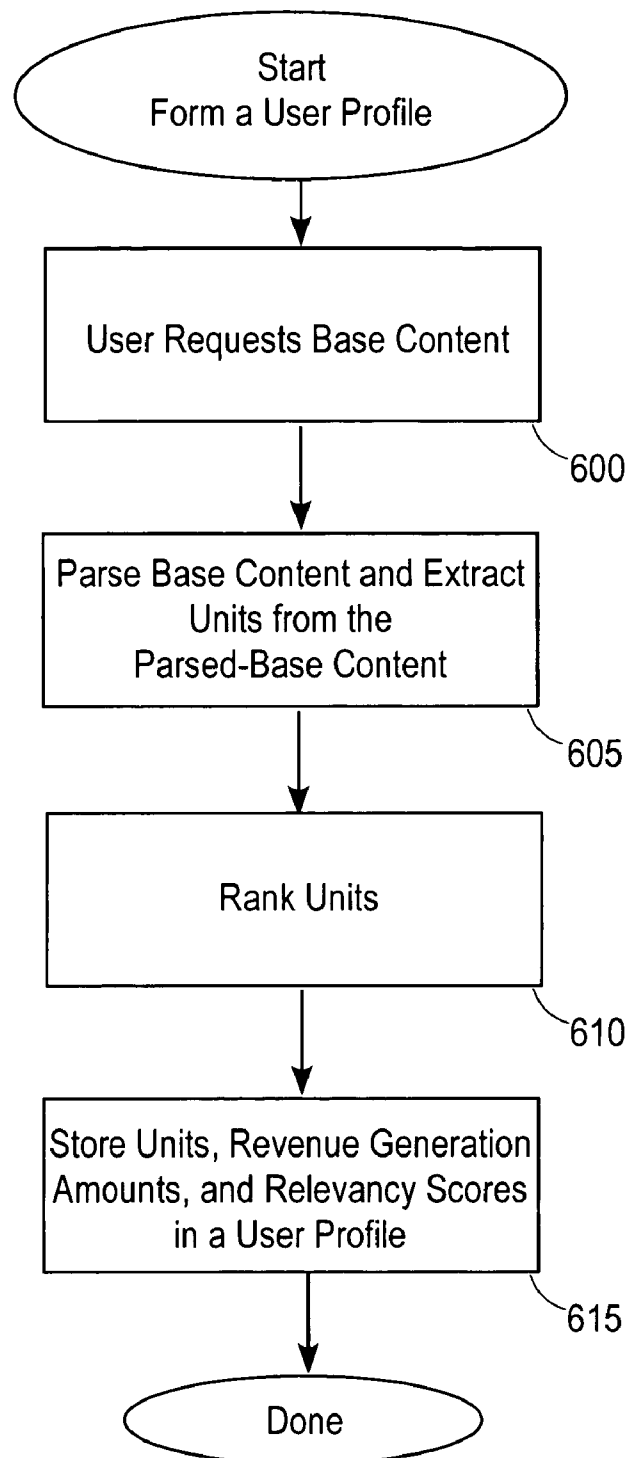 Start
Form a User Profile
User Requests Base Content
600
Parse Base Content and Extract
Units from the
Parsed-Base Content
605
Rank Units
610
Store Units, Revenue Generation
Amounts, and Relevancy Scores
in a User Profile
615
Done